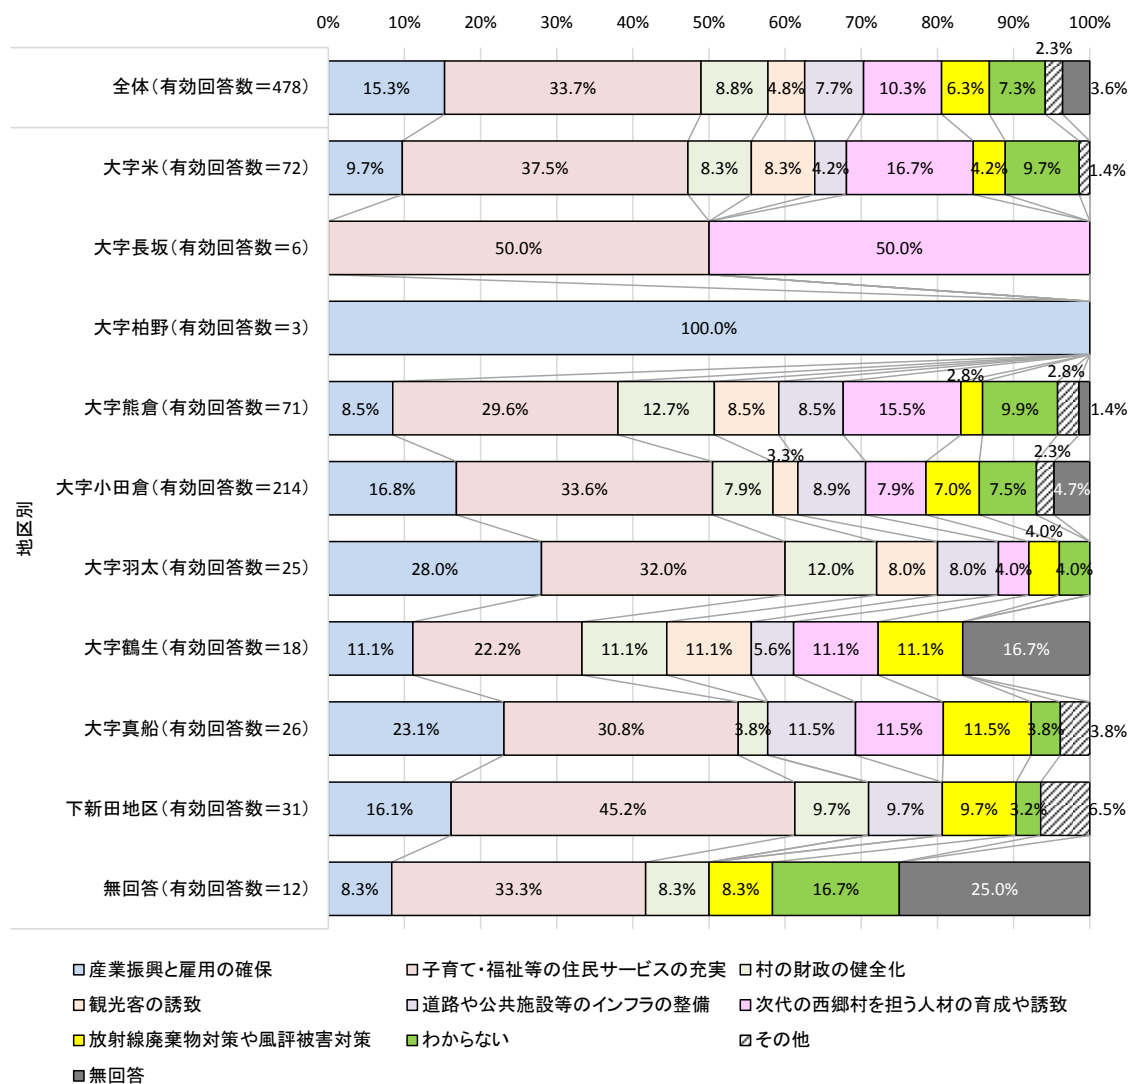 0% 10% 20% 30% 40% 50% 60% 70% 80% 90% 100%
2.3%
全体(有効回答数=478) 15.3% 33.7% 8.8% 4.8% 7.7% 10.3% 6.3% 7.3% 3.6%
大字米(有効回答数=72) 9.7% 37.5% 8.3% 8.3% 4.2% 16.7% 4.2% 9.7% 1.4%
大字長坂(有効回答数=6) 50.0% 50.0%
大字柏野(有効回答数=3) 100.0%
2.8% 2.8%
大字熊倉(有効回答数=71) 8.5% 29.6% 12.7% 8.5% 8.5% 15.5% 9.9% 1.4%
3.3% 2.3%
大字小田倉(有効回答数=214) 16.8% 33.6% 7.9% 8.9% 7.9% 7.0% 7.5% 4.7%
地区別
4.0%
大字羽太(有効回答数=25) 28.0% 32.0% 12.0% 8.0% 8.0% 4.0% 4.0%
大字鶴生(有効回答数=18) 11.1% 22.2% 11.1% 11.1% 5.6% 11.1% 11.1% 16.7%
大字真船(有効回答数=26) 23.1% 30.8% 3.8% 11.5% 11.5% 11.5% 3.8% 3.8%
下新田地区(有効回答数=31) 16.1% 45.2% 9.7% 9.7% 9.7% 3.2% 6.5%
無回答(有効回答数=12) 8.3% 33.3% 8.3% 8.3% 16.7% 25.0%
産業振興と雇用の確保 子育て・福祉等の住民サービスの充実 村の財政の健全化
観光客の誘致 道路や公共施設等のインフラの整備 次代の西郷村を担う人材の育成や誘致
放射線廃棄物対策や風評被害対策 わからない その他
無回答